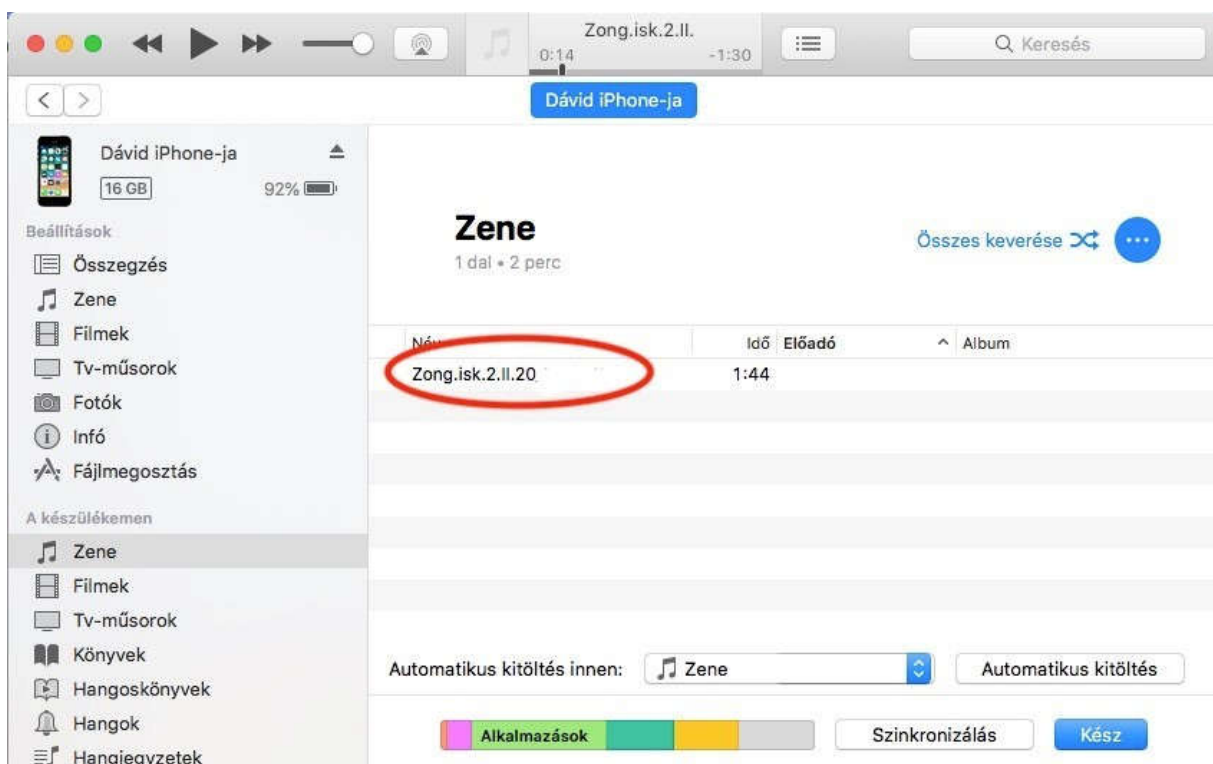 Zong.isk.2.II.
0:14
-1:30
Keresés
Dávid iPhone-ja
Dávid iPhone-ja
16 GB
92%
Beállítások
Összegzés
Zene
Filmek
Tv-műsorok
Fotók
Infó
Fájlmegosztás
A készülékemen
Zene
Filmek
Tv-műsorok
Könyvek
Hangoskönyvek
Hangok
Hangjegyzetek
Zene
1 dal • 2 perc
Összes keverése
Név Idő Előadó Album
Zong.isk.2.II.20 1:44
Automatikus kitöltés innen: Zene Automatikus kitöltés
Alkalmazások Szinkronizálás Kész